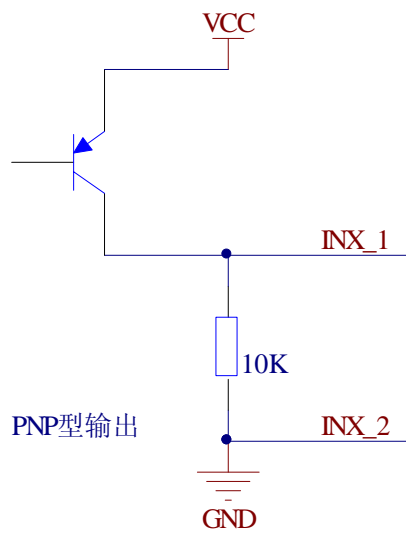 VCC
INX_1
10K
PNP型输出
INX_2
GND